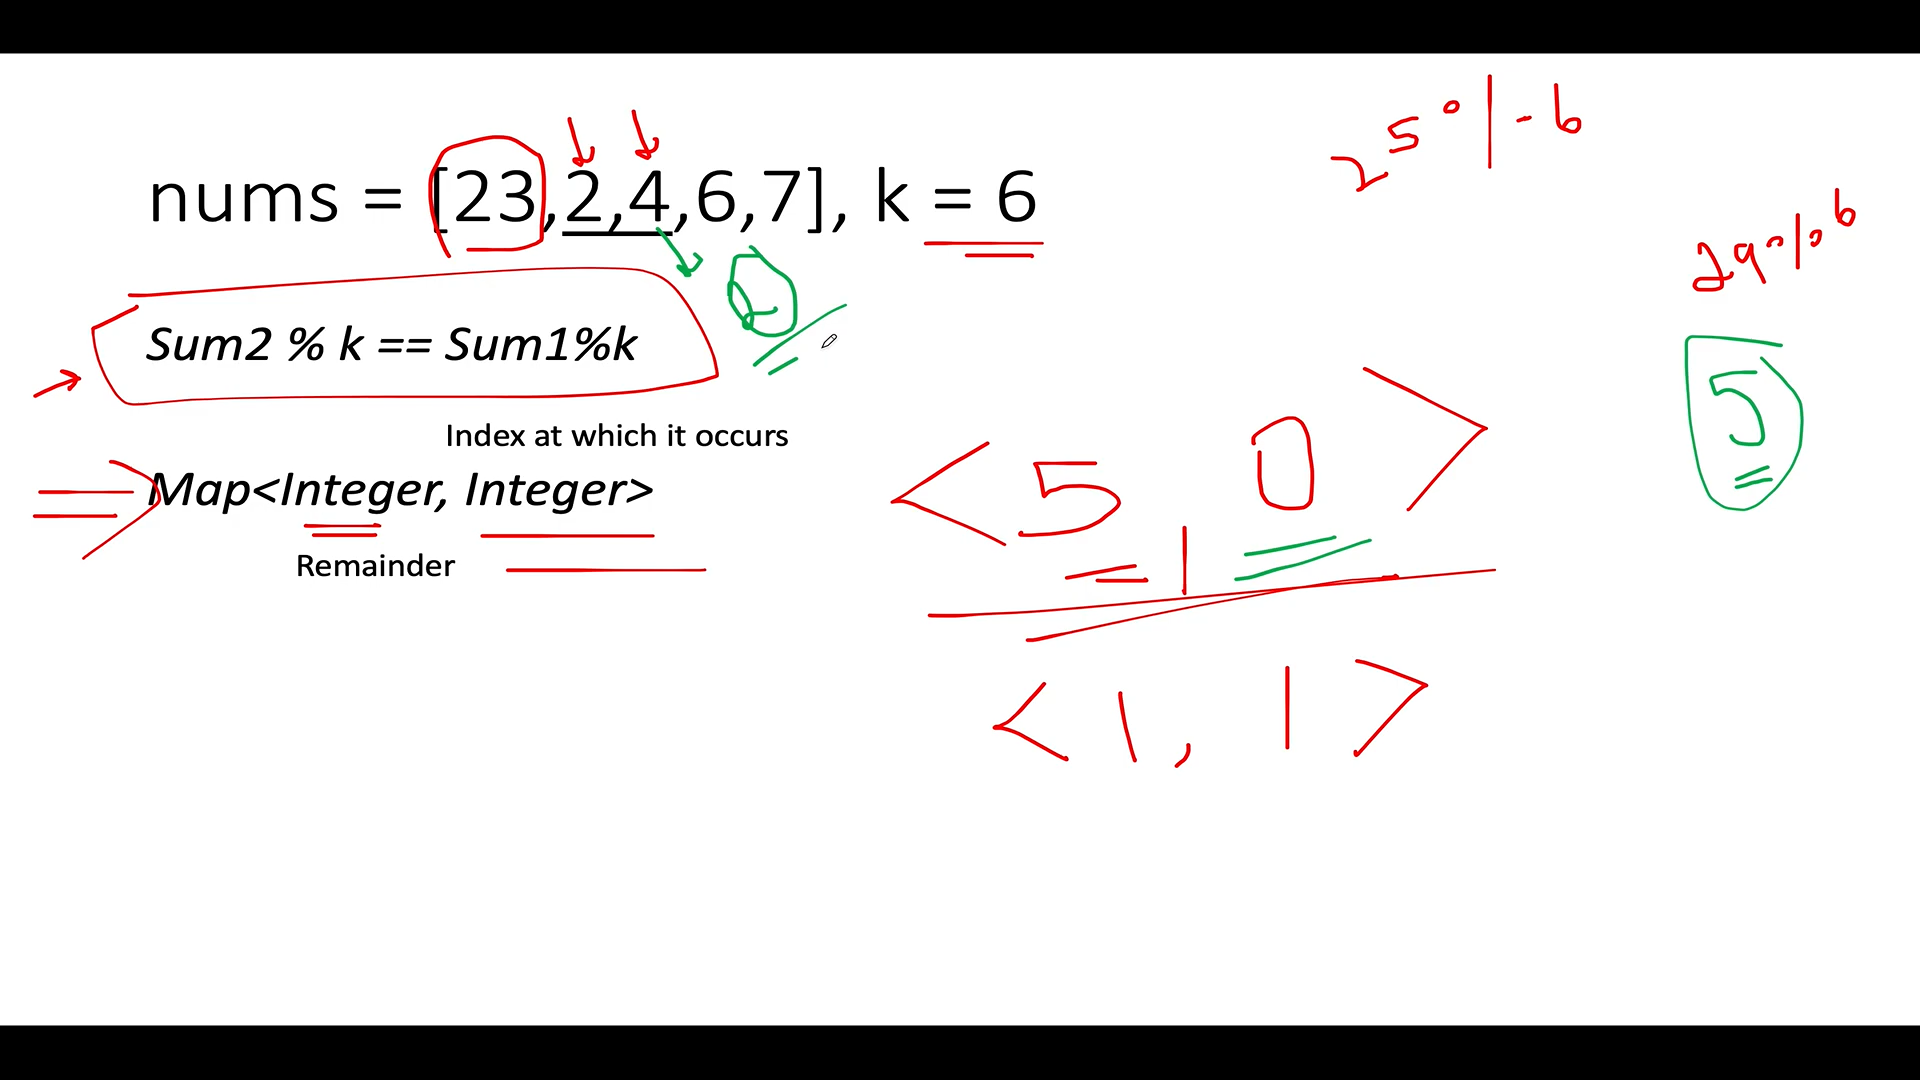 nums = [23,2,4,6,7], k = 6
25 % 6
29 % 6
2
Sum2 % k == Sum1%k
5
Index at which it occurs
Map<Integer, Integer>
<5, 0>
Remainder
<1, 1>